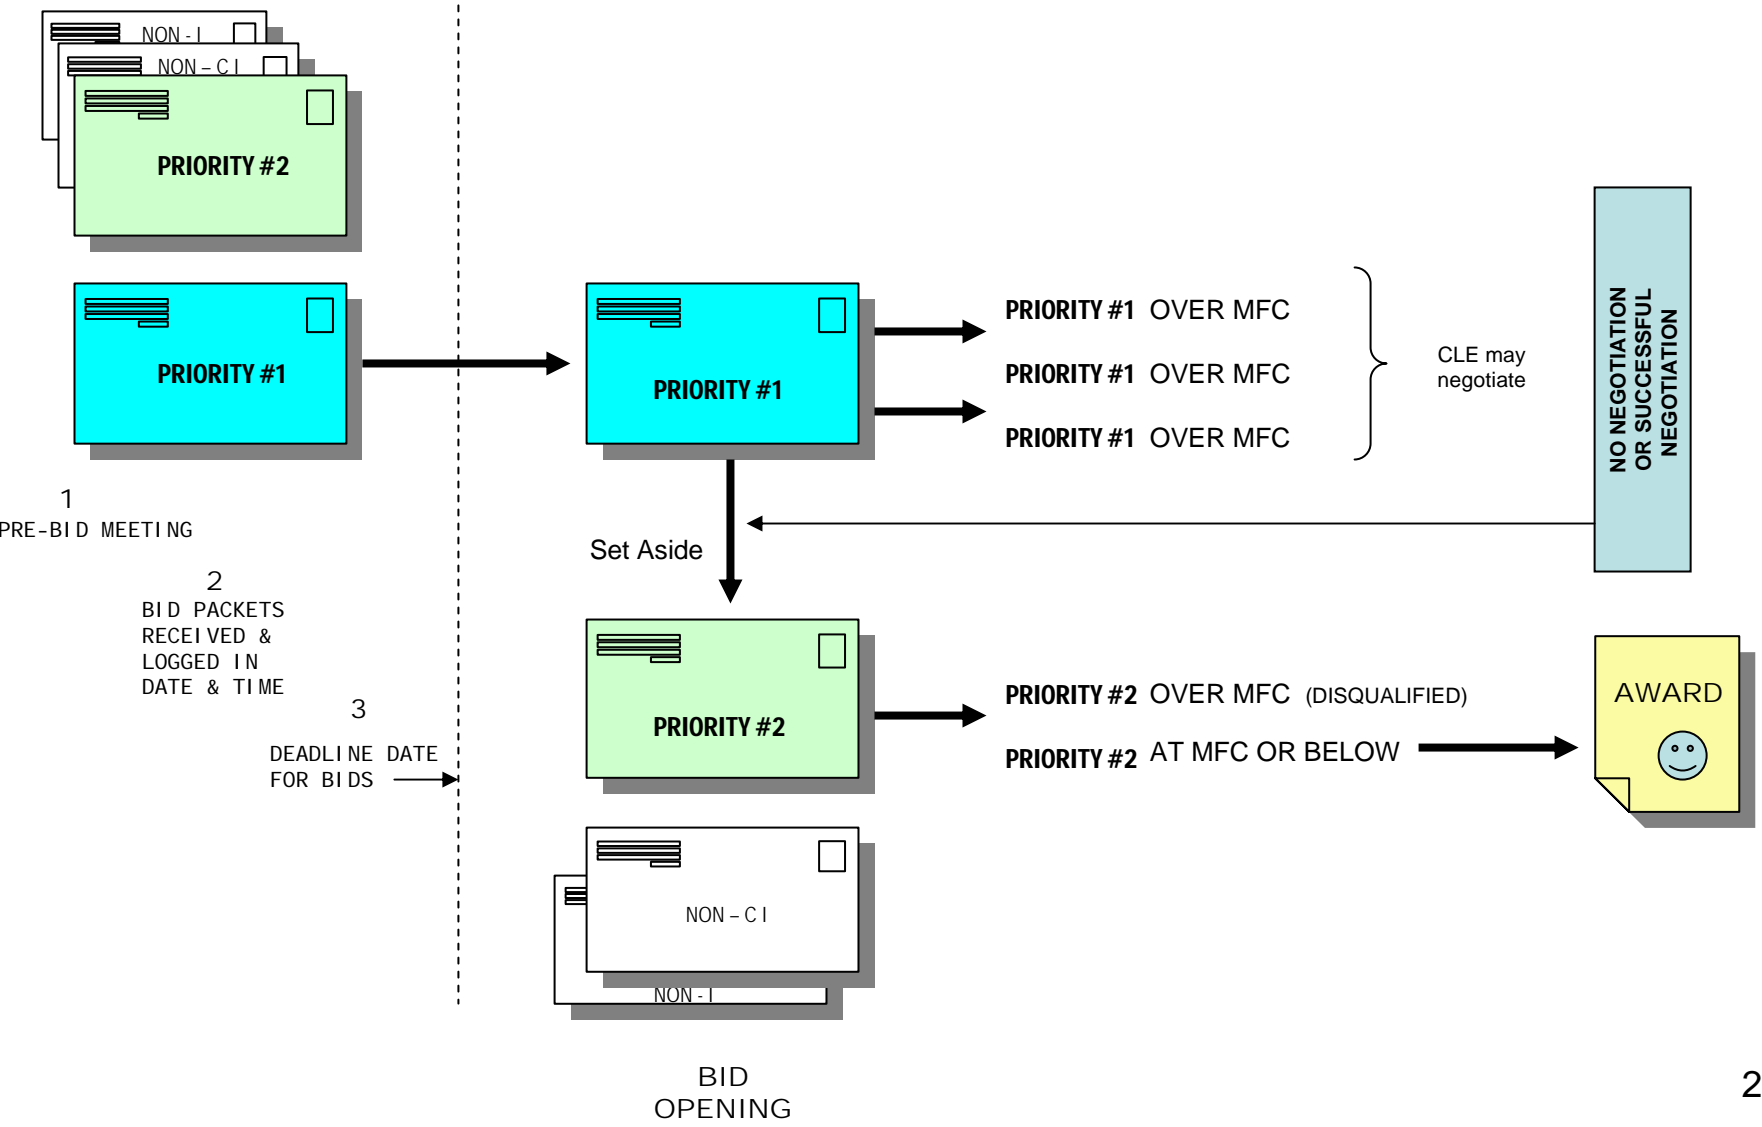 NON - I
NON – CI
PRIORITY #2
PRIORITY #1
1
PRE-BID MEETING
2
BID PACKETS
RECEIVED &
LOGGED IN
DATE & TIME
3
DEADLINE DATE
FOR BIDS
PRIORITY #1
PRIORITY #1 OVER MFC
PRIORITY #1 OVER MFC
PRIORITY #1 OVER MFC
CLE may
negotiate
NO NEGOTIATION
OR SUCCESSFUL
NEGOTIATION
Set Aside
PRIORITY #2
PRIORITY #2 OVER MFC (DISQUALIFIED)
PRIORITY #2 AT MFC OR BELOW
AWARD
NON – CI
NON - I
BID
OPENING
2